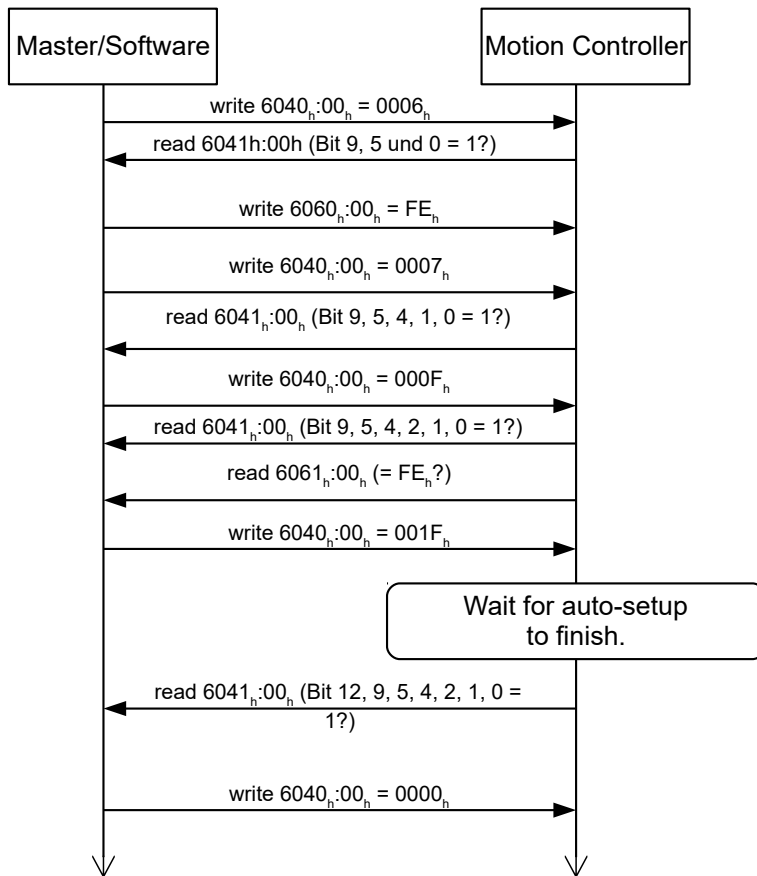 Master/Software
Motion Controller
write 6040ₕ:00ₕ = 0006ₕ
read 6041h:00h (Bit 9, 5 und 0 = 1?)
write 6060ₕ:00ₕ = FEₕ
write 6040ₕ:00ₕ = 0007ₕ
read 6041ₕ:00ₕ (Bit 9, 5, 4, 1, 0 = 1?)
write 6040ₕ:00ₕ = 000Fₕ
read 6041ₕ:00ₕ (Bit 9, 5, 4, 2, 1, 0 = 1?)
read 6061ₕ:00ₕ (= FEₕ?)
write 6040ₕ:00ₕ = 001Fₕ
Wait for auto-setup
to finish.
read 6041ₕ:00ₕ (Bit 12, 9, 5, 4, 2, 1, 0 =
1?)
write 6040ₕ:00ₕ = 0000ₕ